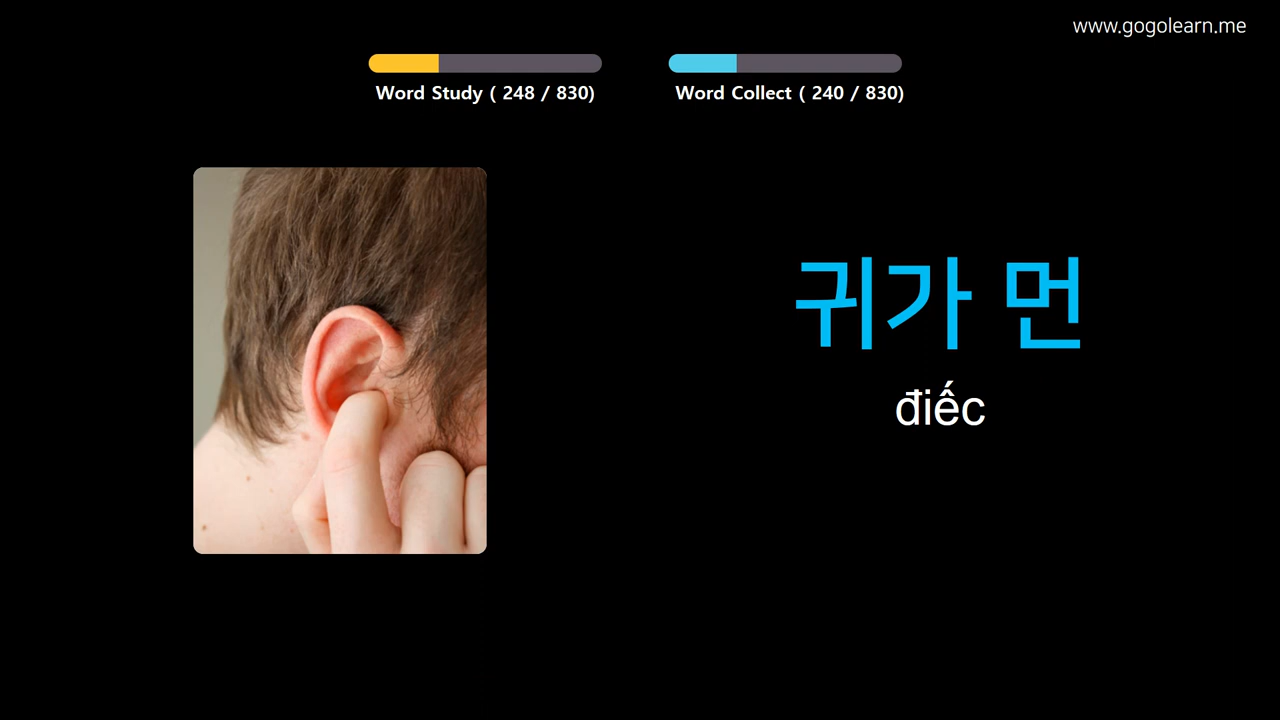 www.gogolearn.me
Word Study ( 248 / 830)
Word Collect ( 240 / 830)
귀가 먼
điếc